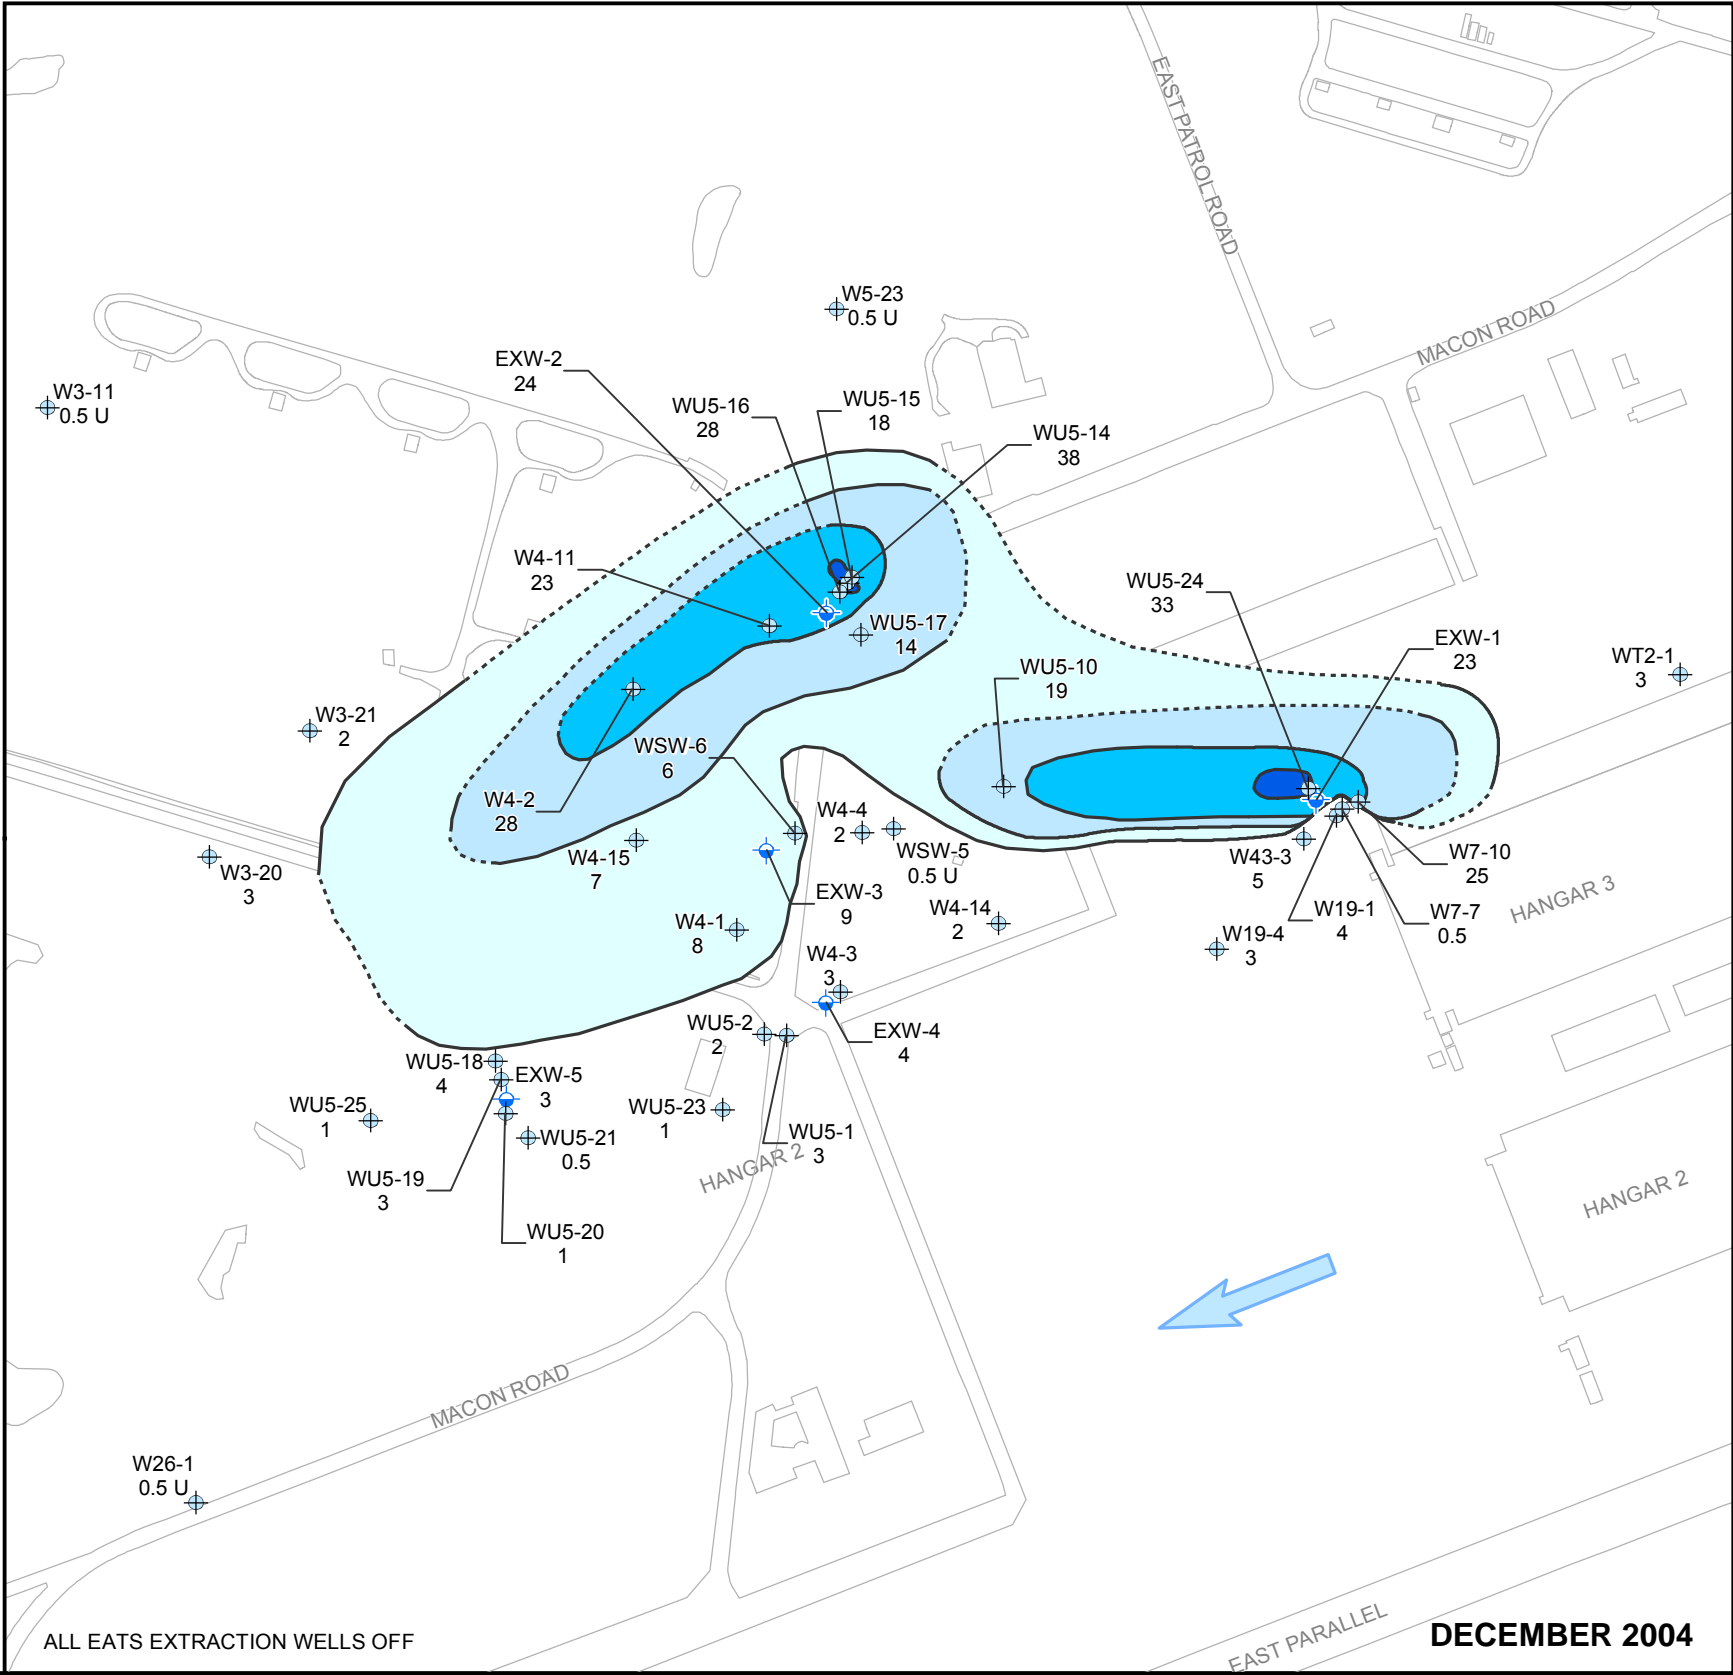 EAST PATROL ROAD
W5-23
0.5 U
MACON ROAD
EXW-2
24
W3-11
0.5 U
WU5-16
28
WU5-15
18
WU5-14
38
W4-11
23
WU5-24
33
WU5-17
14
EXW-1
23
WU5-10
19
WT2-1
3
W3-21
2
WSW-6
6
W4-2
28
W4-4
2
W4-15
7
WSW-5
0.5 U
W43-3
5
W7-10
25
W3-20
3
EXW-3
9
HANGAR 3
W4-1
8
W4-14
2
W19-1
4
W7-7
0.5
W19-4
3
W4-3
3
WU5-2
2
EXW-4
4
WU5-18
4
EXW-5
3
WU5-25
1
WU5-23
1
WU5-21
0.5
WU5-1
3
HANGAR 2
WU5-19
3
HANGAR 2
WU5-20
1
MACON ROAD
W26-1
0.5 U
ALL EATS EXTRACTION WELLS OFF
EAST PARALLEL
DECEMBER 2004